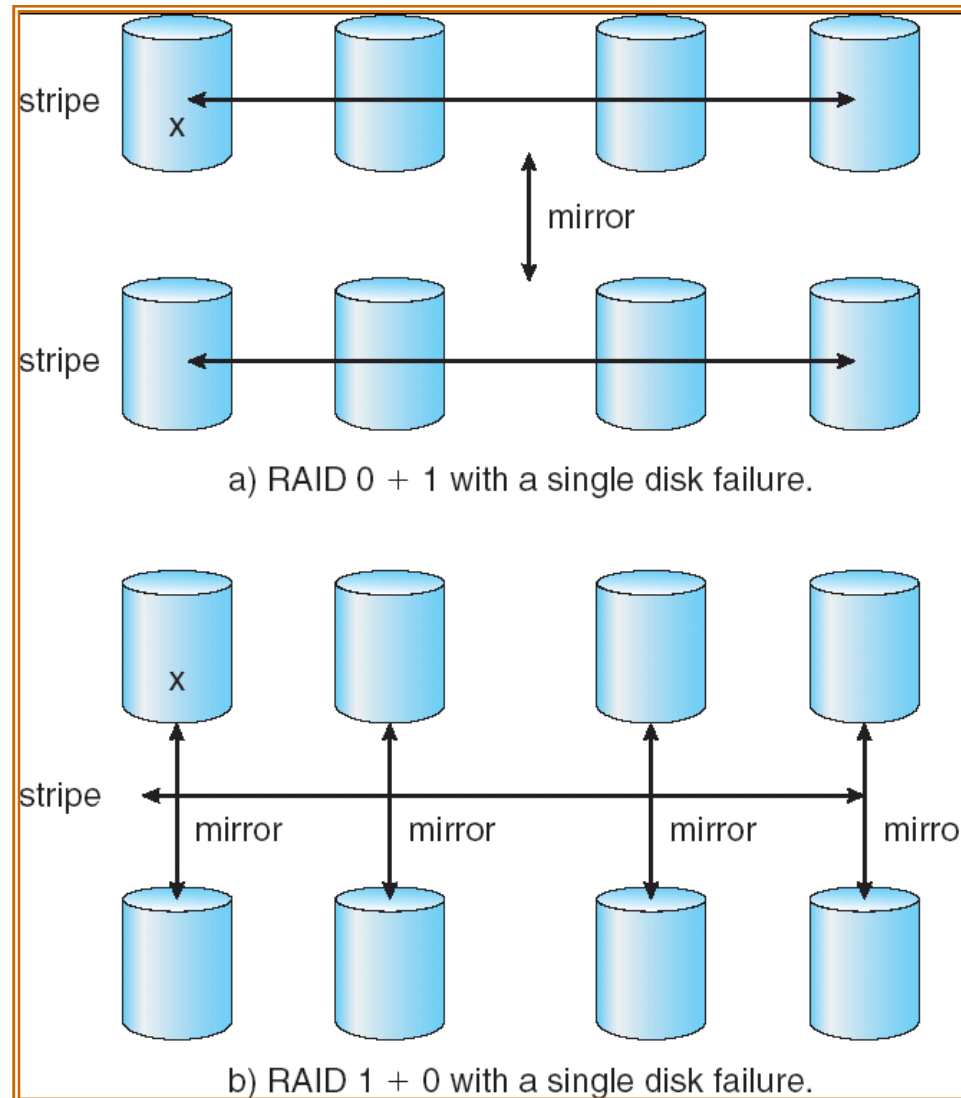 stripe
x
mirror
stripe
a) RAID 0 + 1 with a single disk failure.
x
stripe
mirror mirror mirror mirro
b) RAID 1 + 0 with a single disk failure.